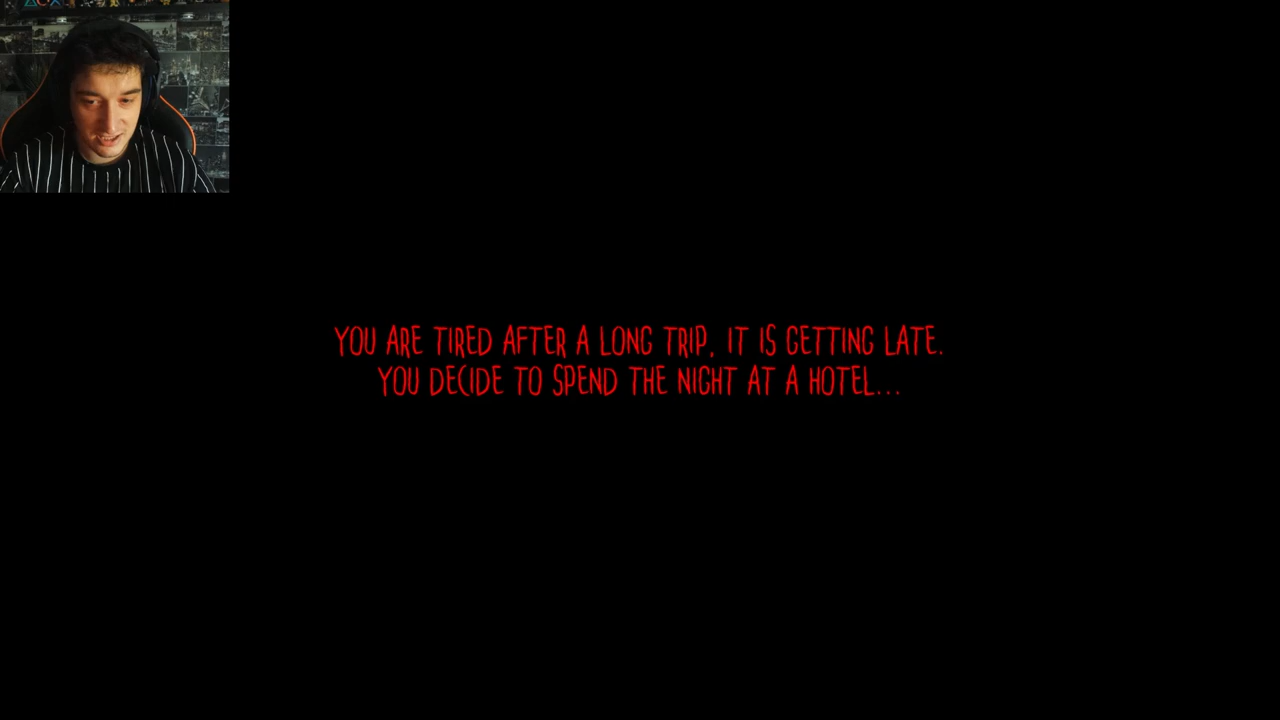 YOU ARE TIRED AFTER A LONG TRIP, IT IS GETTING LATE.
YOU DECIDE TO SPEND THE NIGHT AT A HOTEL...